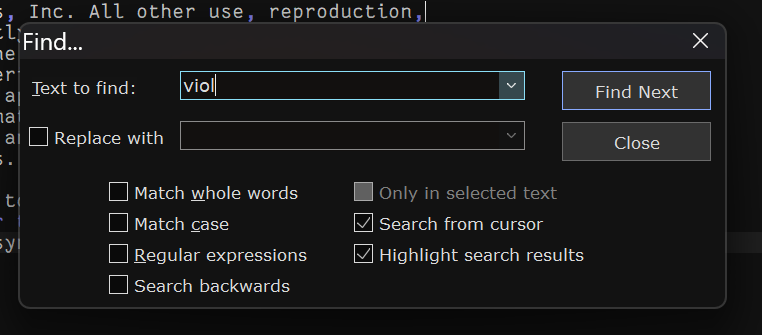 , Inc. All other use, reproduction,
Find...
Text to find:
viol
Find Next
Replace with
Close
Match whole words
Only in selected text
Match case
Search from cursor
Regular expressions
Highlight search results
Search backwards